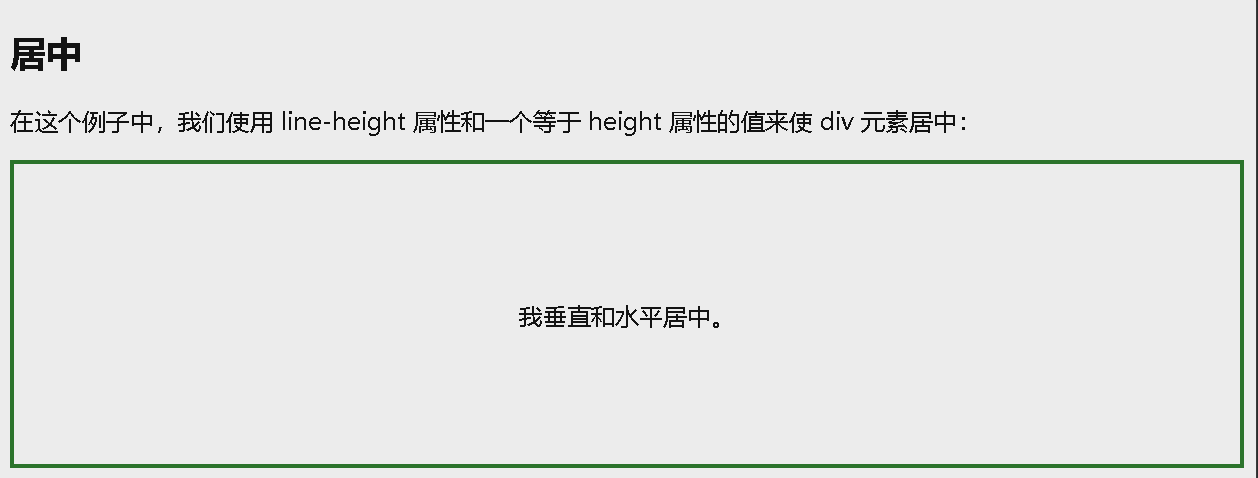 居中
在这个例子中，我们使用 line-height 属性和一个等于 height 属性的值来使 div 元素居中：
我垂直和水平居中。